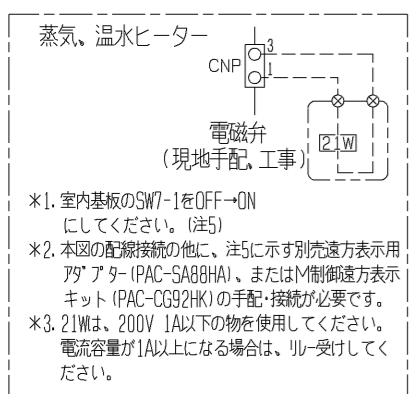 蒸気、温水ヒーター
CNP
3
1
電磁弁
(現地手配、工事)
21W
*1. 室内基板のSW7-1をOFF→ON
にしてください。(注5)
*2. 本図の配線接続の他に、注5に示す別売遠方表示用
アダプター(PAC-SA88HA)、またはM制御遠方表示
キット(PAC-CG92HK)の手配・接続が必要です。
*3. 21Wは、200V 1A以下の物を使用してください。
電流容量が1A以上になる場合は、リレー受けしてく
ださい。